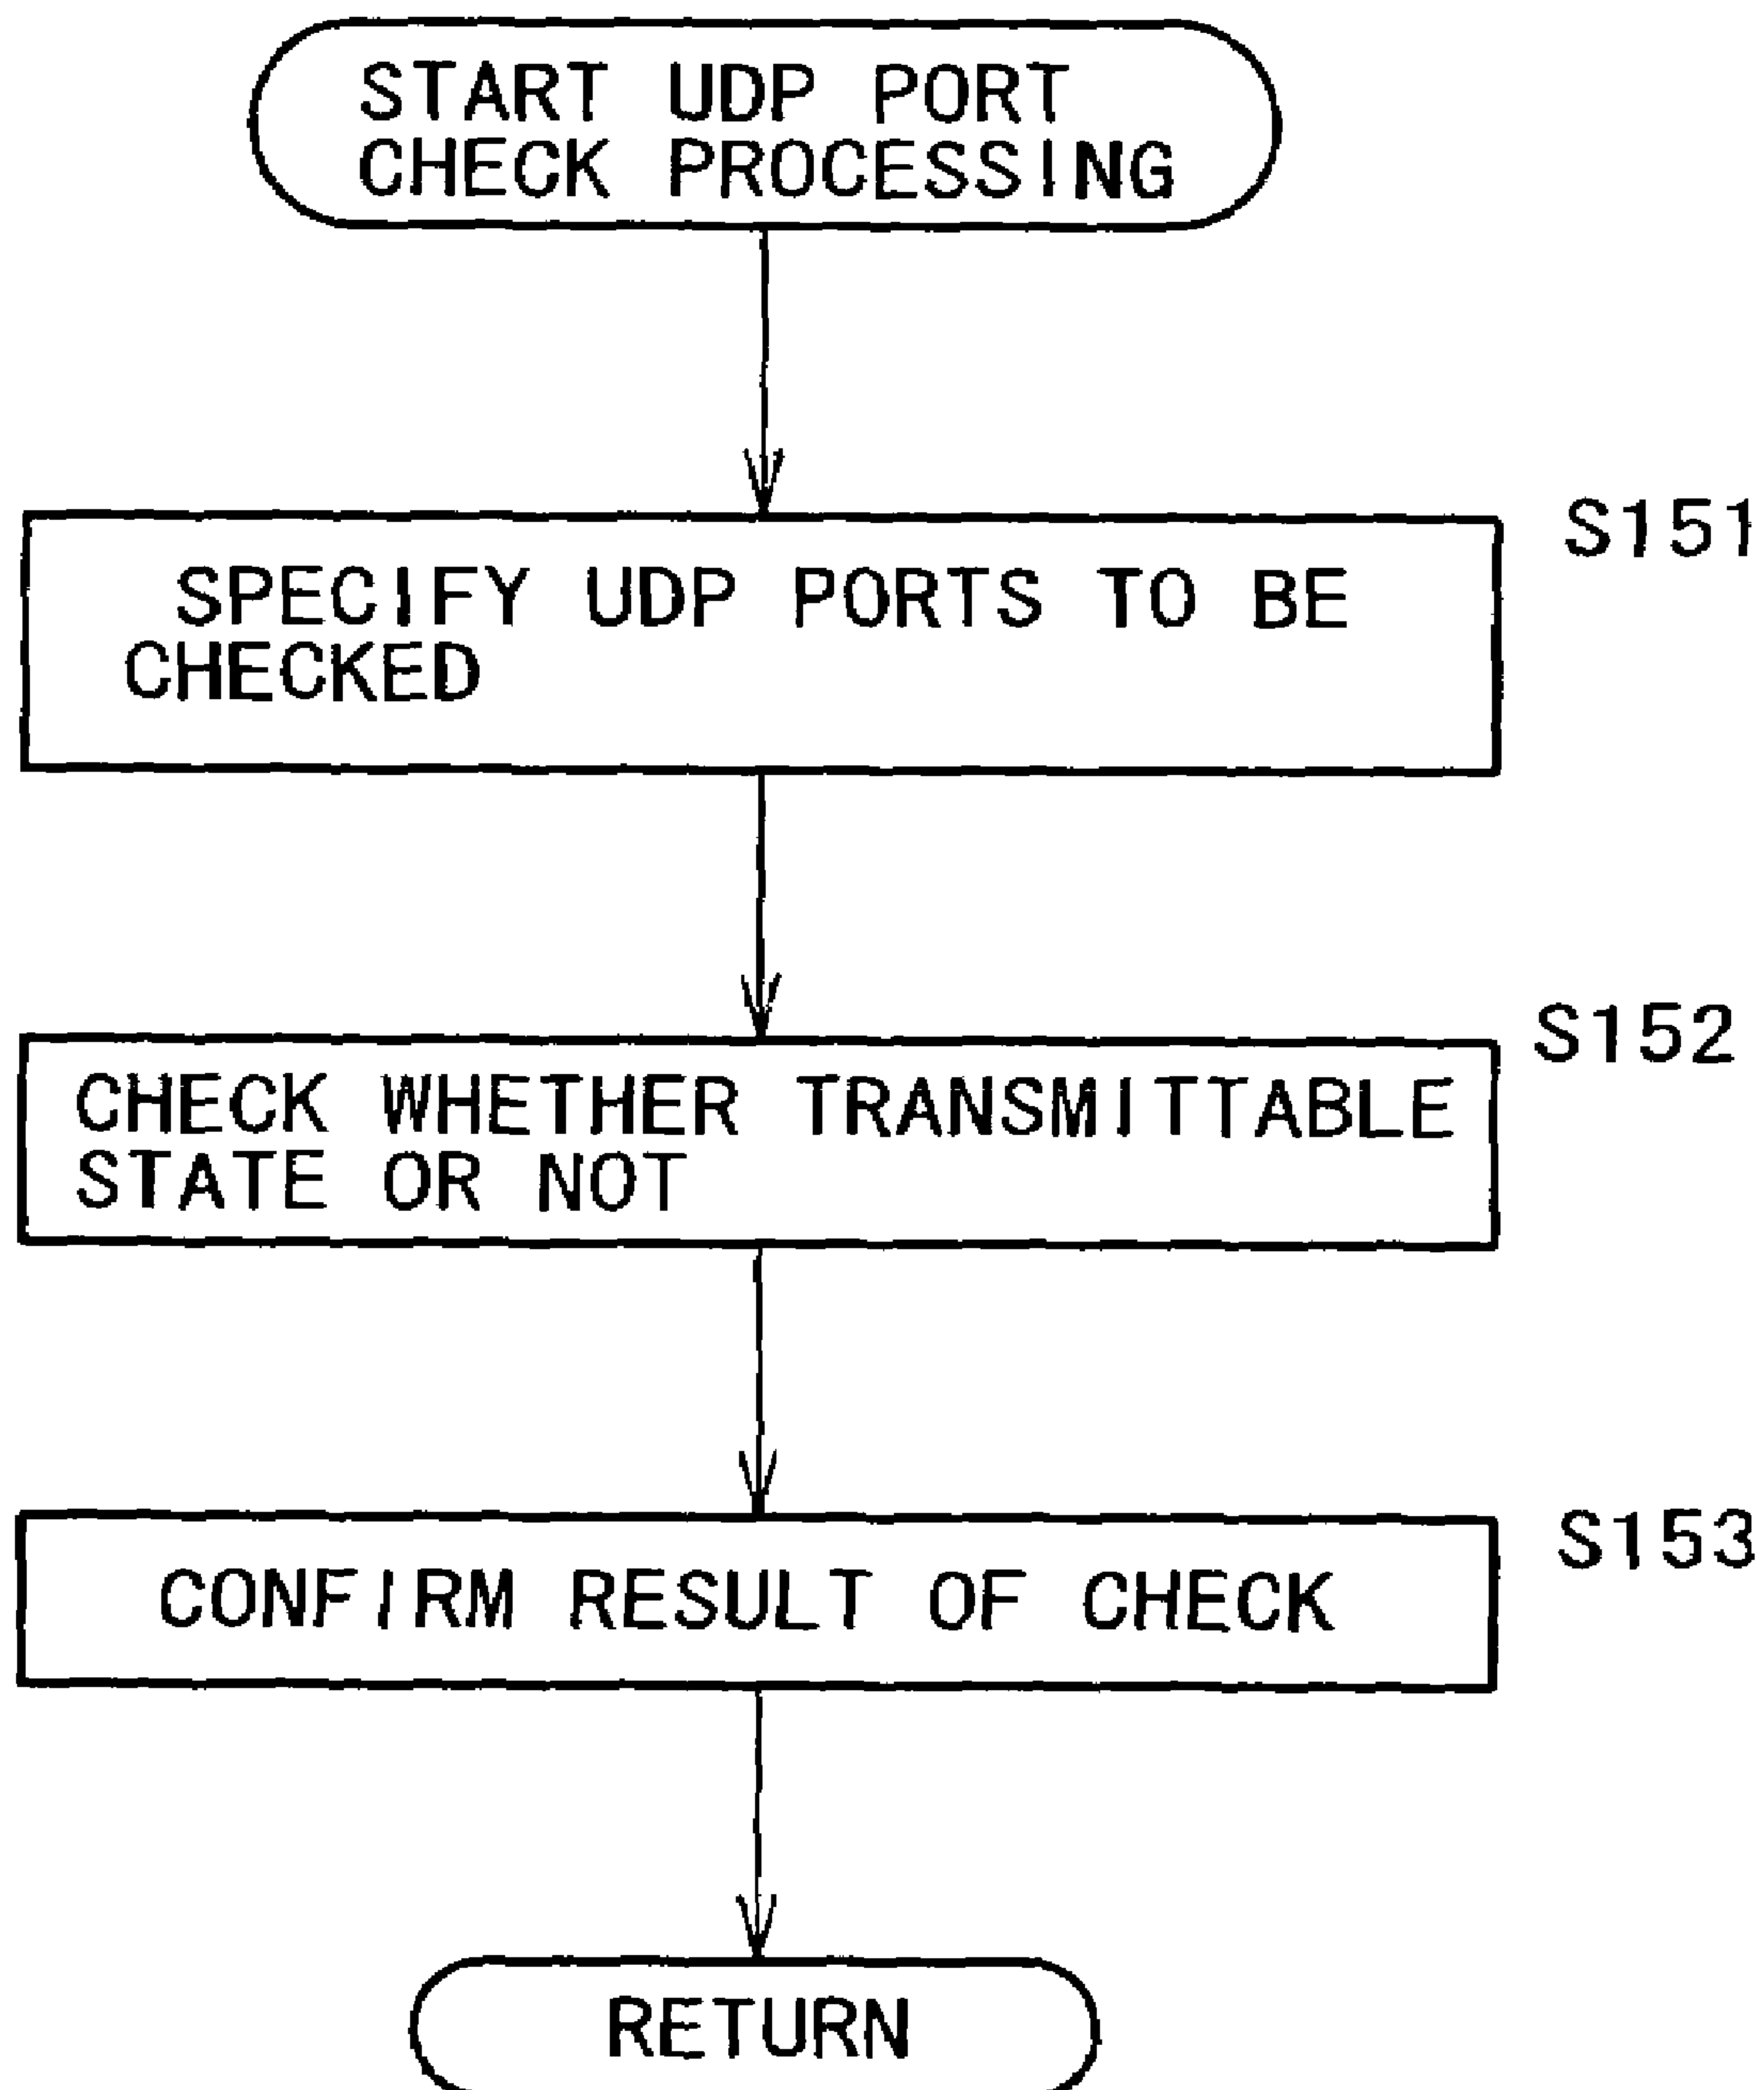 START UDP PORT
CHECK PROCESSING
S151
SPECIFY UDP PORTS TO BE
CHECKED
S152
CHECK WHETHER TRANSMITTABLE
STATE OR NOT
S153
CONFIRM RESULT OF CHECK
RETURN